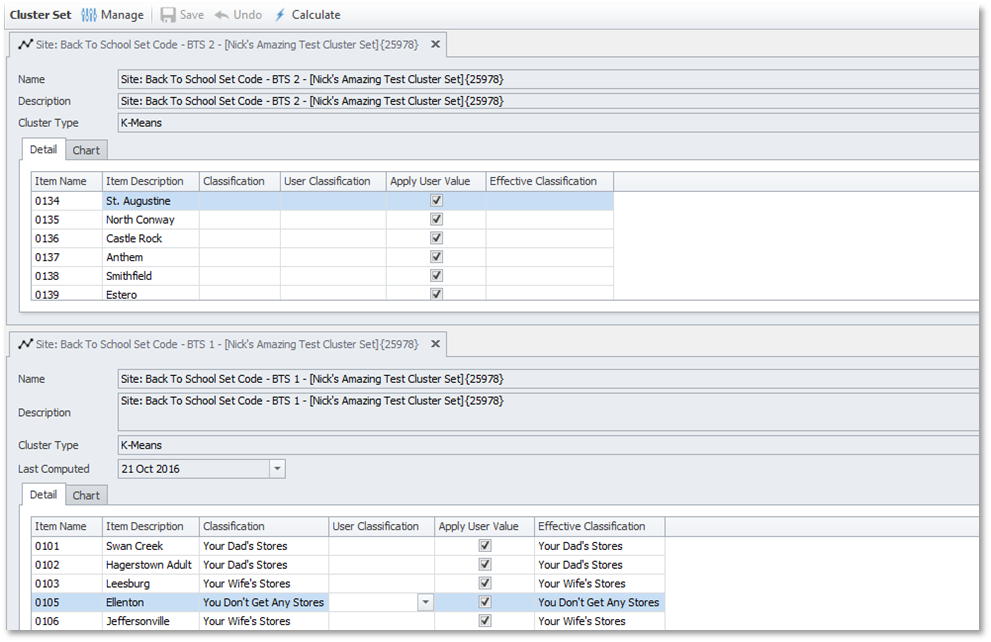 Cluster Set Manage Save Undo Calculate
Site: Back To School Set Code - BTS 2 - [Nick's Amazing Test Cluster Set]{25978}
Name Site: Back To School Set Code - BTS 2 - [Nick's Amazing Test Cluster Set]{25978}
Description Site: Back To School Set Code - BTS 2 - [Nick's Amazing Test Cluster Set]{25978}
Cluster Type K-Means
Detail Chart
Item Name Item Description Classification User Classification Apply User Value Effective Classification
0134 St. Augustine
0135 North Conway
0136 Castle Rock
0137 Anthem
0138 Smithfield
0139 Estero
Site: Back To School Set Code - BTS 1 - [Nick's Amazing Test Cluster Set]{25978}
Name Site: Back To School Set Code - BTS 1 - [Nick's Amazing Test Cluster Set]{25978}
Description Site: Back To School Set Code - BTS 1 - [Nick's Amazing Test Cluster Set]{25978}
Cluster Type K-Means
Last Computed 21 Oct 2016
Detail Chart
Item Name Item Description Classification User Classification Apply User Value Effective Classification
0101 Swan Creek Your Dad's Stores Your Dad's Stores
0102 Hagerstown Adult Your Dad's Stores Your Dad's Stores
0103 Leesburg Your Wife's Stores Your Wife's Stores
0105 Ellenton You Don't Get Any Stores You Don't Get Any Stores
0106 Jeffersonville Your Wife's Stores Your Wife's Stores